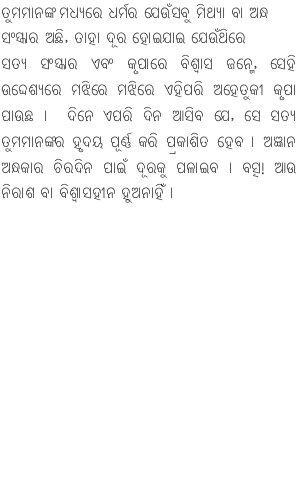 ତୁମମାନଙ୍କ ମଧ୍ୟରେ ଧର୍ମର ଯେଉଁସବୁ ମିଥ୍ୟା ବା ଅନ୍ଧ
ସଂସ୍କାର ଅଛି, ତାହା ଦୂର ହୋଇଯାଇ ଯେଉଁଥିରେ
ସତ୍ୟ ସଂସ୍କାର ଏବଂ କୃପାରେ ବିଶ୍ୱାସ ଜନ୍ମେ, ସେହି
ଉଦ୍ଦେଶ୍ୟରେ ମଝିରେ ମଝିରେ ଏହିପରି ଅହେତୁକୀ କୃପା
ପାଉଛ । ଦିନେ ଏପରି ଦିନ ଆସିବ ଯେ, ସେ ସତ୍ୟ
ତୁମମାନଙ୍କର ହୃଦୟ ପୂର୍ଣ୍ଣ କରି ପ୍ରକାଶିତ ହେବ । ଅଜ୍ଞାନ
ଅନ୍ଧକାର ଚିରଦିନ ପାଇଁ ଦୂରକୁ ପଳାଇବ । ବତ୍ସ! ଆଉ
ନିରାଶ ବା ବିଶ୍ୱାସହୀନ ହୁଅନାହିଁ ।